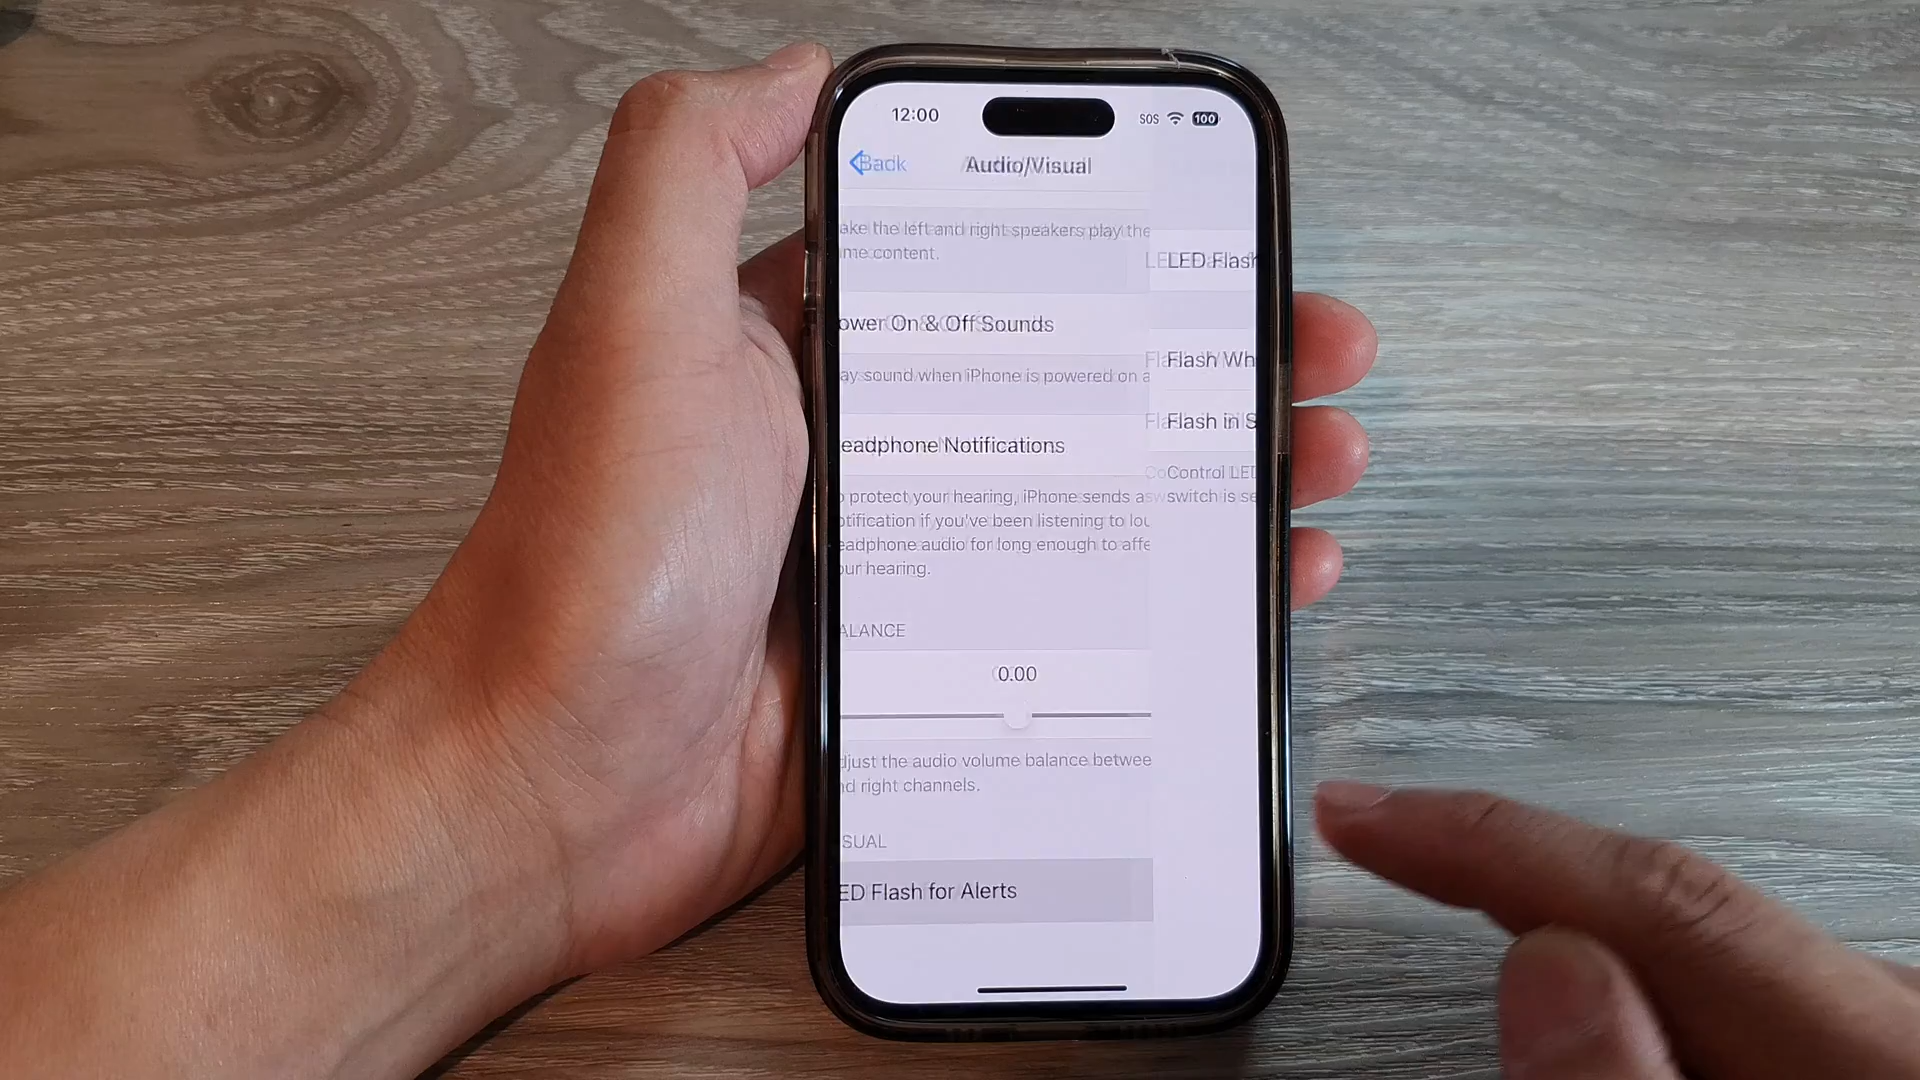 12:00
SOS
100
Back
Audio/Visual
ake the left and right speakers play the
ame content.
ower On & Off Sounds
ay sound when iPhone is powered on a
eadphone Notifications
o protect your hearing, iPhone sends a
otification if you've been listening to lou
eadphone audio for long enough to affe
our hearing.
ALANCE
0.00
djust the audio volume balance betwee
nd right channels.
SUAL
ED Flash for Alerts
LED Flash
Flash Wh
Flash in S
Control LED
switch is se